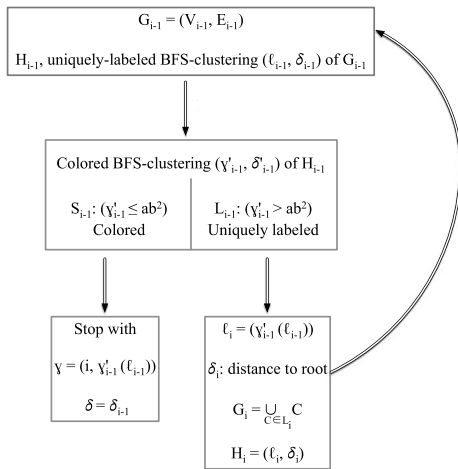 G_{i-1} = (V_{i-1}, E_{i-1})
H_{i-1}, uniquely-labeled BFS-clustering (ℓ_{i-1}, δ_{i-1}) of G_{i-1}
Colored BFS-clustering (ɣ'_{i-1}, δ'_{i-1}) of H_{i-1}
S_{i-1}: (ɣ'_{i-1} ≤ ab²)
Colored
L_{i-1}: (ɣ'_{i-1} > ab²)
Uniquely labeled
Stop with
ɣ = (i, ɣ'_{i-1} (ℓ_{i-1}))
δ = δ_{i-1}
ℓ_i = (ɣ'_{i-1} (ℓ_{i-1}))
δ_i: distance to root
G_i = ∪_{C∈L_i} C
H_i = (ℓ_i, δ_i)